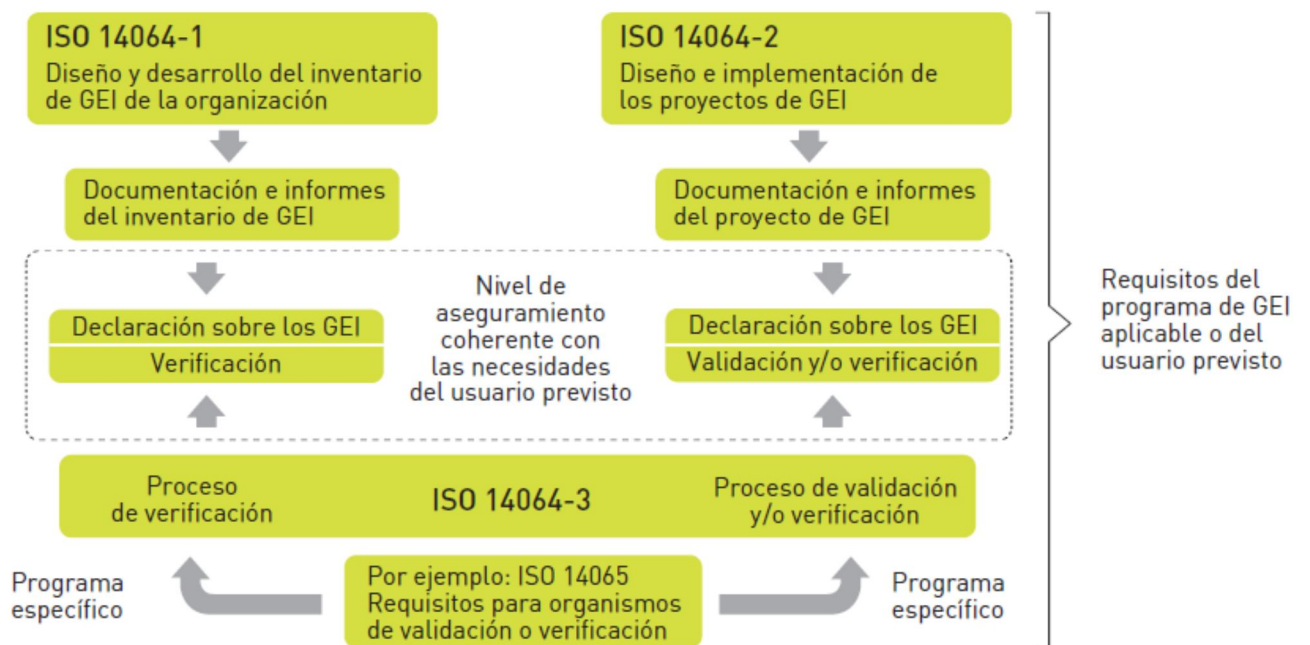 ISO 14064-1
Diseño y desarrollo del inventario
de GEI de la organización
ISO 14064-2
Diseño e implementación de
los proyectos de GEI
Documentación e informes
del inventario de GEI
Documentación e informes
del proyecto de GEI
Declaración sobre los GEI
Verificación
Nivel de
aseguramiento
coherente con
las necesidades
del usuario previsto
Declaración sobre los GEI
Validación y/o verificación
Requisitos del
programa de GEI
aplicable o del
usuario previsto
Proceso
de verificación
ISO 14064-3
Proceso de validación
y/o verificación
Programa
específico
Por ejemplo: ISO 14065
Requisitos para organismos
de validación o verificación
Programa
específico